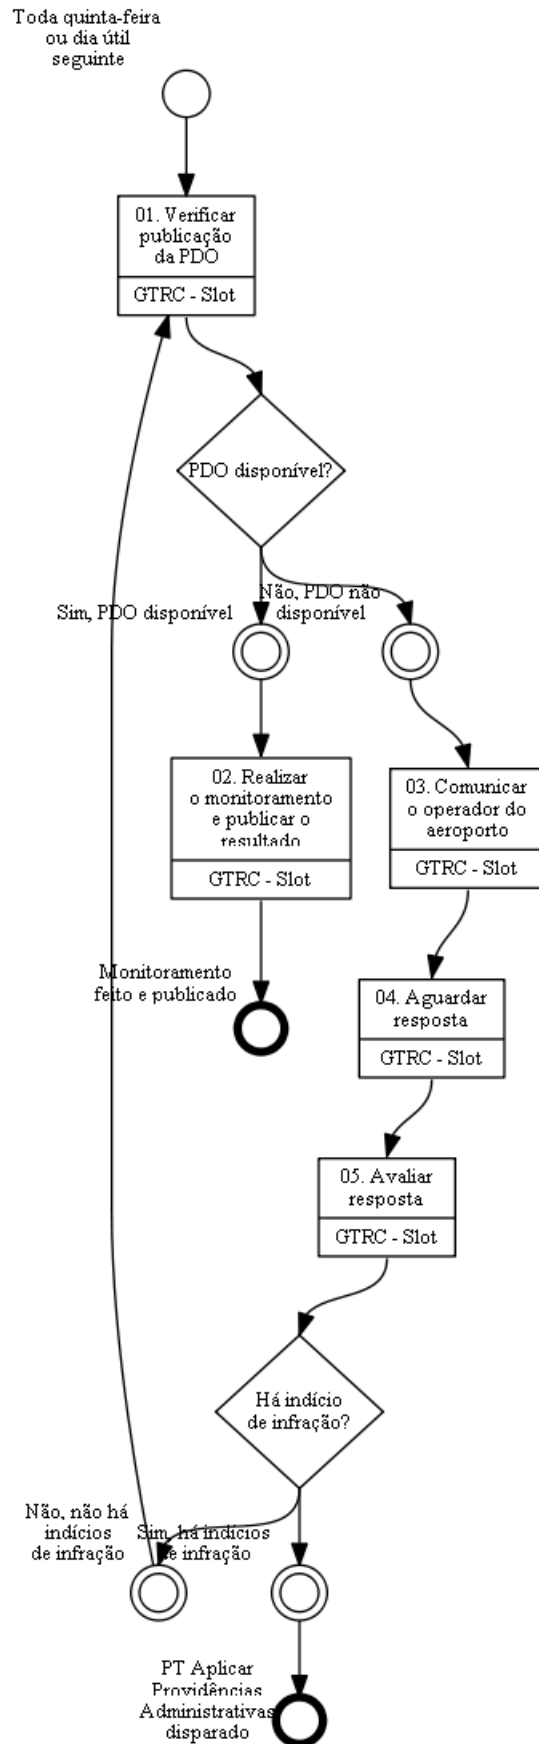 Toda quinta-feira
ou dia útil
seguinte
01. Verificar
publicação
da PDO
GTRC - Slot
PDO disponível?
Sim, PDO disponível
Não, PDO não
disponível
02. Realizar
o monitoramento
e publicar o
resultado
GTRC - Slot
03. Comunicar
o operador do
aeroporto
GTRC - Slot
Monitoramento
feito e publicado
04. Aguardar
resposta
GTRC - Slot
05. Avaliar
resposta
GTRC - Slot
Há indício
de infração?
Não, não há
indícios
de infração
Sim, há indícios
de infração
PT Aplicar
Providências
Administrativas
disparado